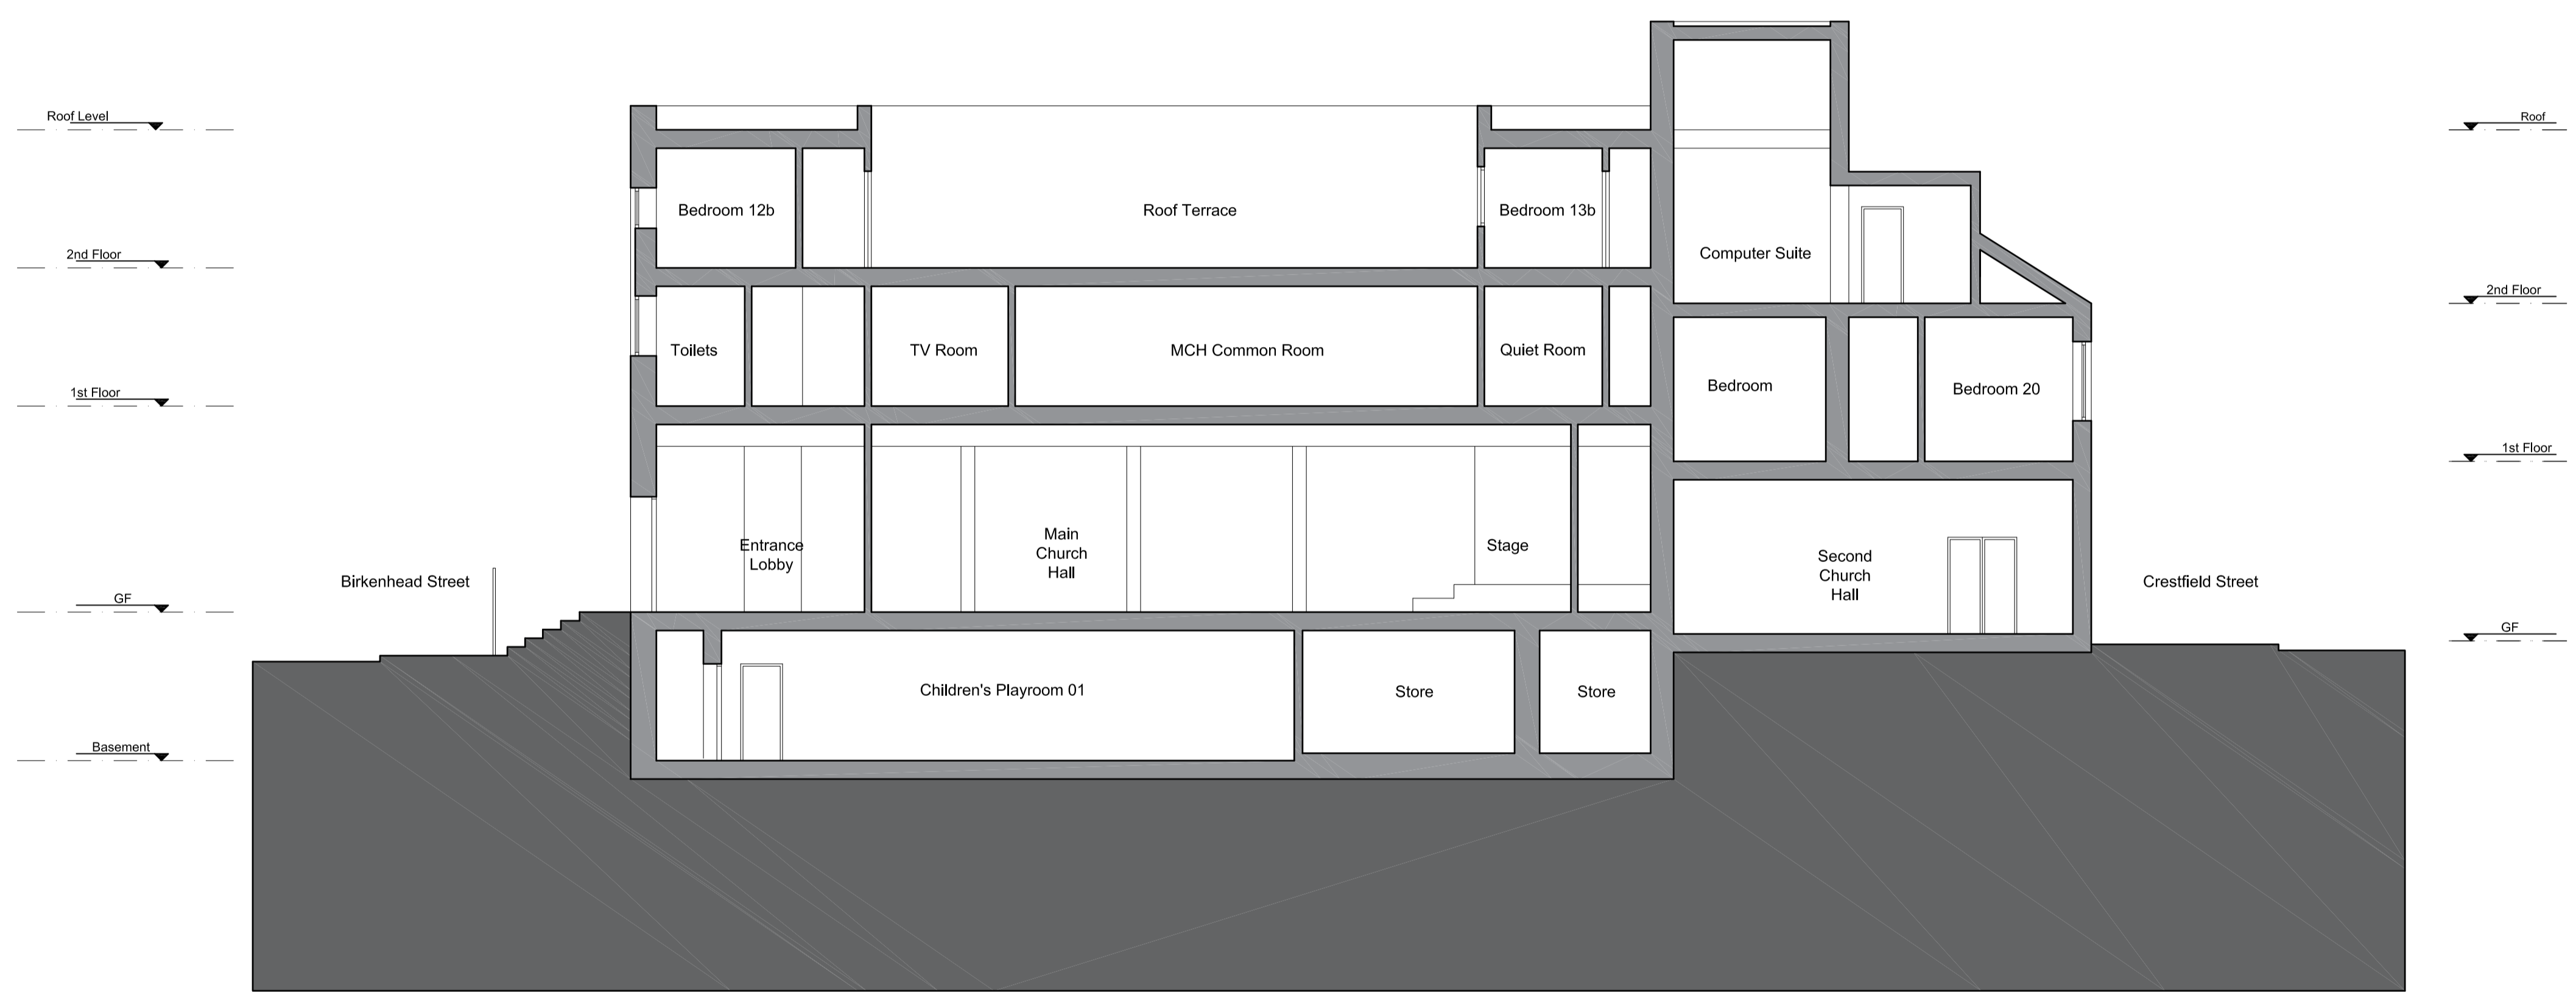 Roof Level
Roof
Bedroom 12b
Roof Terrace
Bedroom 13b
2nd Floor
Computer Suite
2nd Floor
Toilets
TV Room
MCH Common Room
Quiet Room
Bedroom
Bedroom 20
1st Floor
1st Floor
Entrance
Lobby
Main
Church
Hall
Stage
Second
Church
Hall
Birkenhead Street
Crestfield Street
GF
GF
Children's Playroom 01
Store
Store
Basement